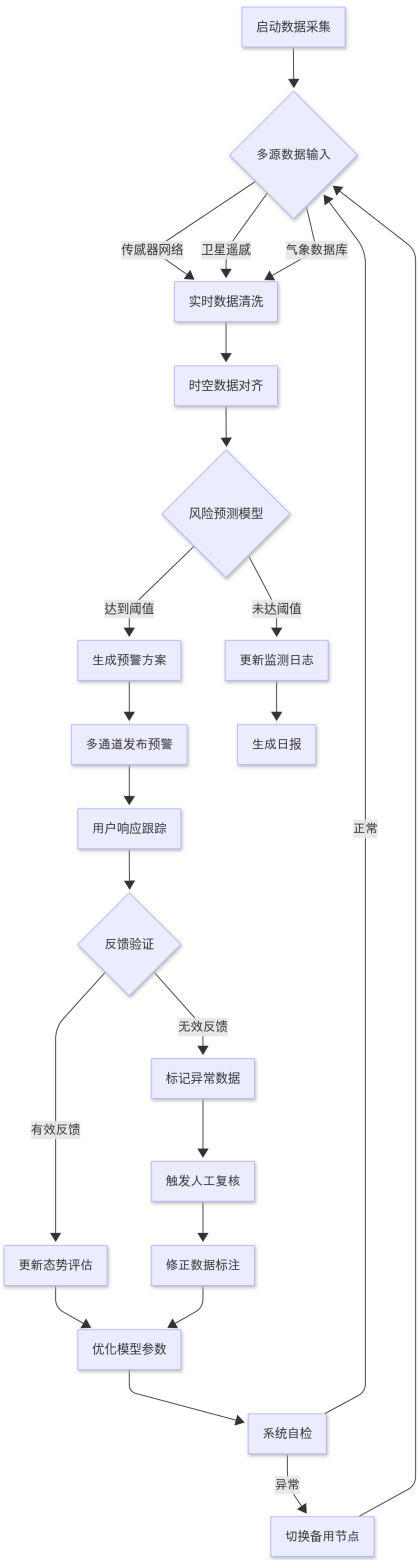 启动数据采集
多源数据输入
传感器网络
卫星遥感
气象数据库
实时数据清洗
时空数据对齐
风险预测模型
达到阈值
未达阈值
生成预警方案
更新监测日志
多通道发布预警
生成日报
用户响应跟踪
正常
反馈验证
无效反馈
标记异常数据
有效反馈
触发人工复核
更新态势评估
修正数据标注
优化模型参数
系统自检
异常
切换备用节点